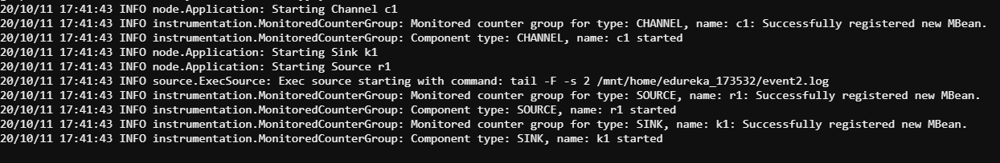 20/10/11 17:41:43 INFO node.Application: Starting Channel c1
20/10/11 17:41:43 INFO instrumentation.MonitoredCounterGroup: Monitored counter group for type: CHANNEL, name: c1: Successfully registered new MBean.
20/10/11 17:41:43 INFO instrumentation.MonitoredCounterGroup: Component type: CHANNEL, name: c1 started
20/10/11 17:41:43 INFO node.Application: Starting Sink k1
20/10/11 17:41:43 INFO node.Application: Starting Source r1
20/10/11 17:41:43 INFO source.ExecSource: Exec source starting with command: tail -F -s 2 /mnt/home/edureka_173532/event2.log
20/10/11 17:41:43 INFO instrumentation.MonitoredCounterGroup: Monitored counter group for type: SOURCE, name: r1: Successfully registered new MBean.
20/10/11 17:41:43 INFO instrumentation.MonitoredCounterGroup: Component type: SOURCE, name: r1 started
20/10/11 17:41:43 INFO instrumentation.MonitoredCounterGroup: Monitored counter group for type: SINK, name: k1: Successfully registered new MBean.
20/10/11 17:41:43 INFO instrumentation.MonitoredCounterGroup: Component type: SINK, name: k1 started